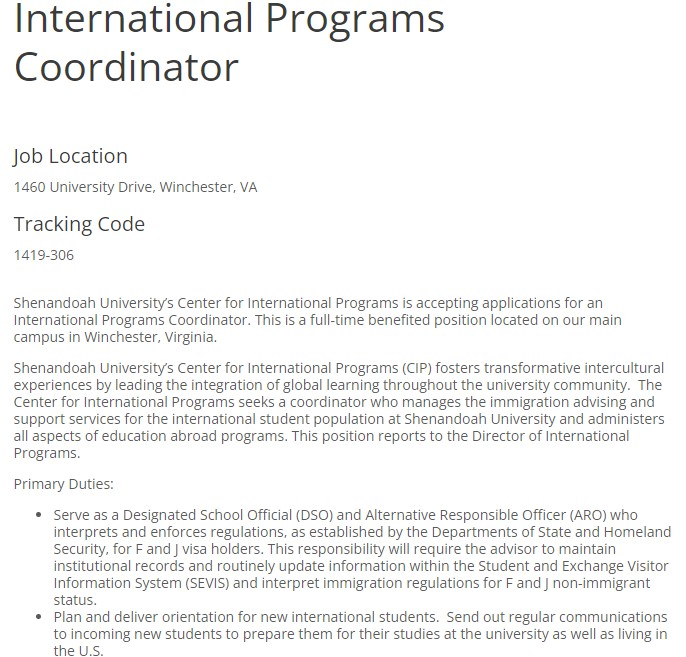 International Programs
Coordinator
Job Location
1460 University Drive, Winchester, VA
Tracking Code
1419-306
Shenandoah University’s Center for International Programs is accepting applications for an
International Programs Coordinator. This is a full-time benefited position located on our main
campus in Winchester, Virginia.
Shenandoah University’s Center for International Programs (CIP) fosters transformative intercultural
experiences by leading the integration of global learning throughout the university community.  The
Center for International Programs seeks a coordinator who manages the immigration advising and
support services for the international student population at Shenandoah University and administers
all aspects of education abroad programs. This position reports to the Director of International
Programs.
Primary Duties:
• Serve as a Designated School Official (DSO) and Alternative Responsible Officer (ARO) who
interprets and enforces regulations, as established by the Departments of State and Homeland
Security, for F and J visa holders. This responsibility will require the advisor to maintain
institutional records and routinely update information within the Student and Exchange Visitor
Information System (SEVIS) and interpret immigration regulations for F and J non-immigrant
status.
• Plan and deliver orientation for new international students.  Send out regular communications
to incoming new students to prepare them for their studies at the university as well as living in
the U.S.